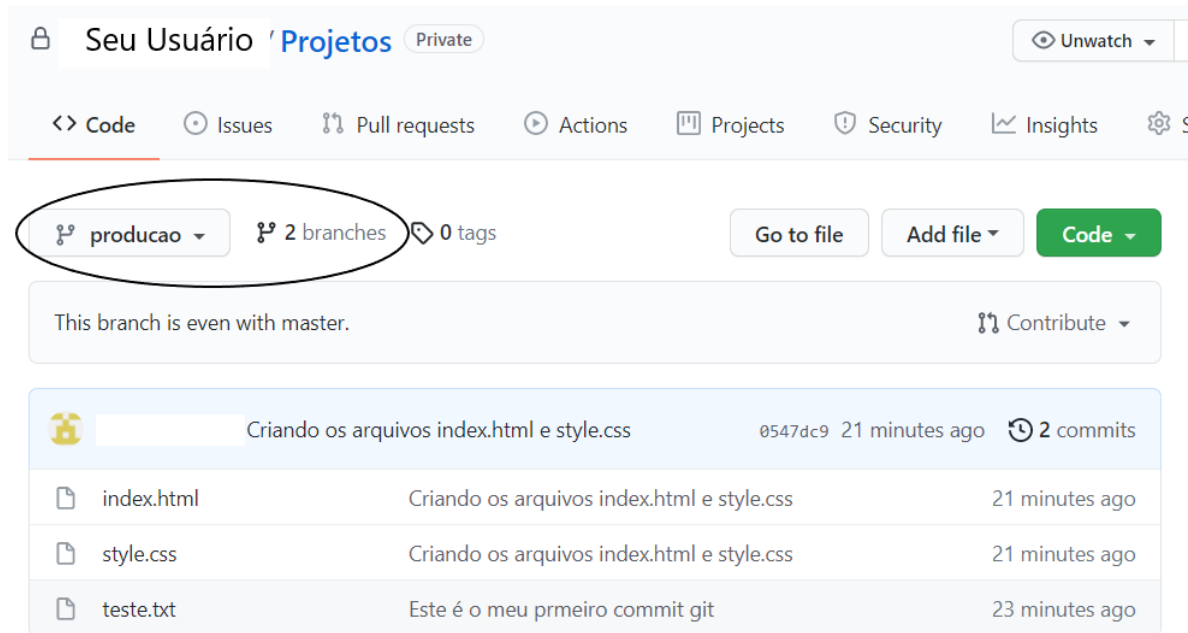 Seu Usuário / Projetos Private Unwatch
Code Issues Pull requests Actions Projects Security Insights
producao 2 branches 0 tags Go to file Add file Code
This branch is even with master. Contribute
Criando os arquivos index.html e style.css 0547dc9 21 minutes ago 2 commits
index.html Criando os arquivos index.html e style.css 21 minutes ago
style.css Criando os arquivos index.html e style.css 21 minutes ago
teste.txt Este é o meu prmeiro commit git 23 minutes ago